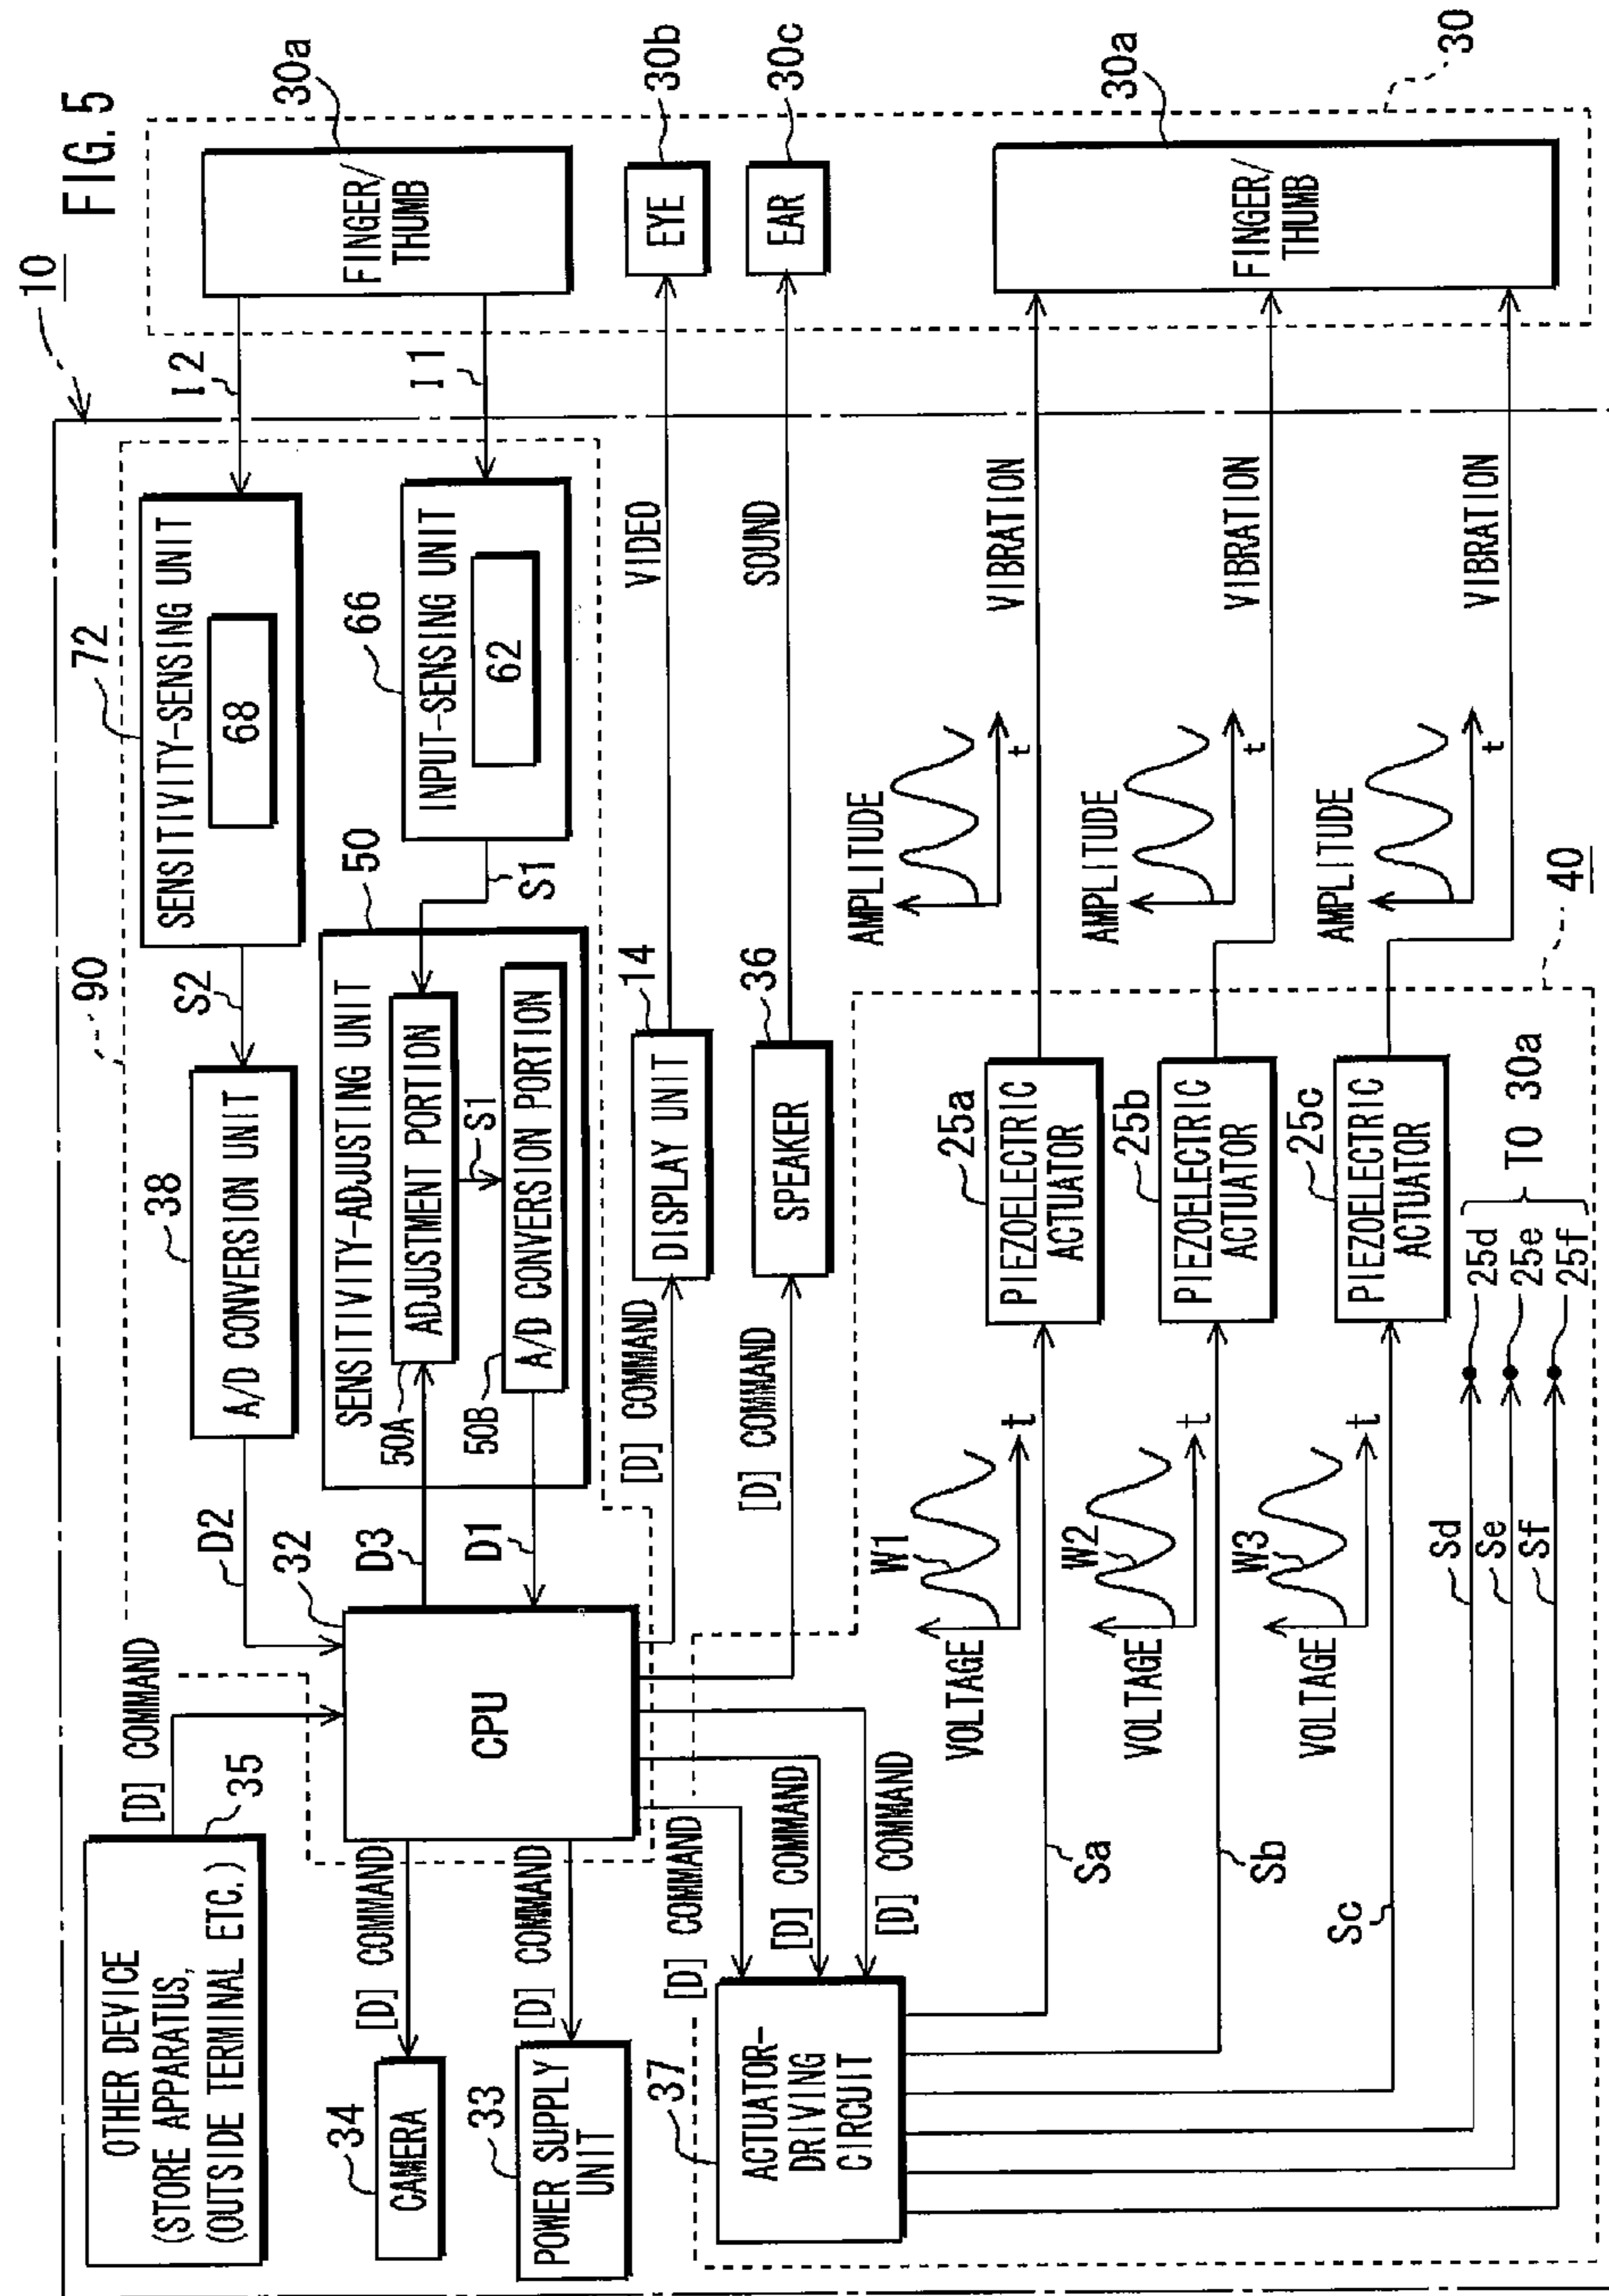 FIG. 5
10
90
OTHER DEVICE
(STORE APPARATUS,
(OUTSIDE TERMINAL ETC.)
35
[D] COMMAND
D2
38
A/D CONVERSION UNIT
S2
72
SENSITIVITY-SENSING UNIT
68
I2
30a
FINGER/
THUMB
34
CAMERA
[D] COMMAND
33
POWER SUPPLY
UNIT
[D] COMMAND
32
CPU
D3
D1
50
SENSITIVITY-ADJUSTING UNIT
50A
ADJUSTMENT PORTION
S1
50B
A/D CONVERSION PORTION
S1
66
INPUT-SENSING UNIT
62
I1
[D] COMMAND
14
DISPLAY UNIT
VIDEO
EYE
30b
[D] COMMAND
36
SPEAKER
SOUND
EAR
30c
37
ACTUATOR-
DRIVING
CIRCUIT
[D] COMMAND
[D] COMMAND
[D] COMMAND
VOLTAGE
W1
t
Sa
25a
PIEZOELECTRIC
ACTUATOR
AMPLITUDE
t
VIBRATION
VOLTAGE
W2
t
Sb
25b
PIEZOELECTRIC
ACTUATOR
AMPLITUDE
t
VIBRATION
VOLTAGE
W3
t
Sc
25c
PIEZOELECTRIC
ACTUATOR
AMPLITUDE
t
VIBRATION
30a
FINGER/
THUMB
30
Sd
25d
Se
25e
Sf
25f
TO 30a
40